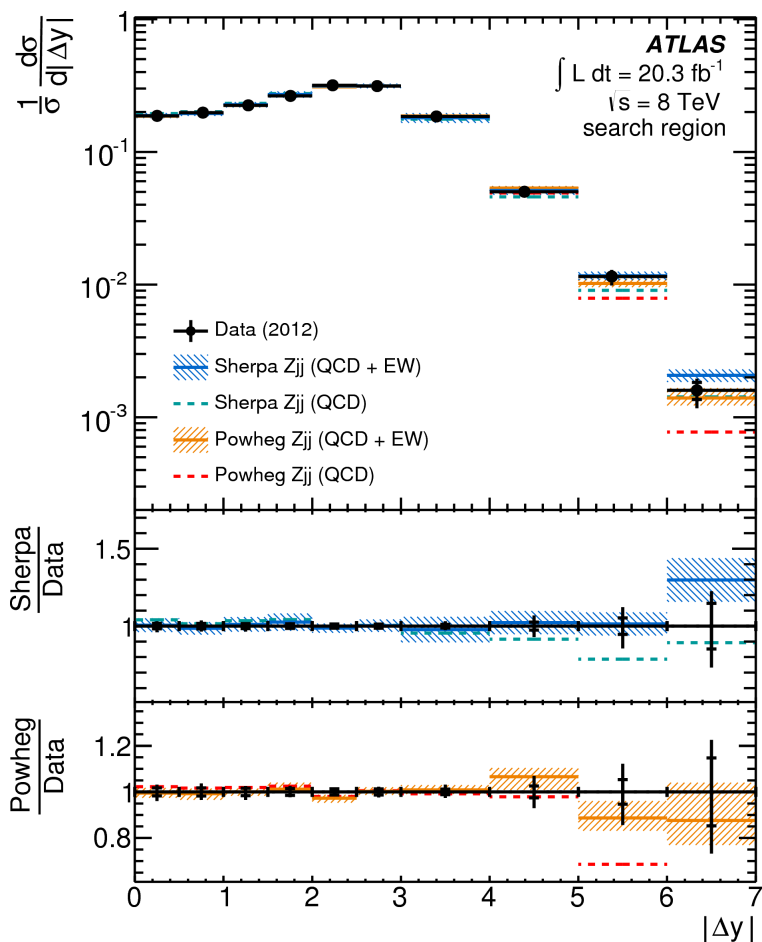 1/σ dσ/d|Δy|
1
10⁻¹
10⁻²
10⁻³
ATLAS
∫ L dt = 20.3 fb⁻¹
√s = 8 TeV
search region
Data (2012)
Sherpa Zjj (QCD + EW)
Sherpa Zjj (QCD)
Powheg Zjj (QCD + EW)
Powheg Zjj (QCD)
Sherpa
Data
1.5
1
Powheg
Data
1.2
1
0.8
0 1 2 3 4 5 6 7
|Δy|